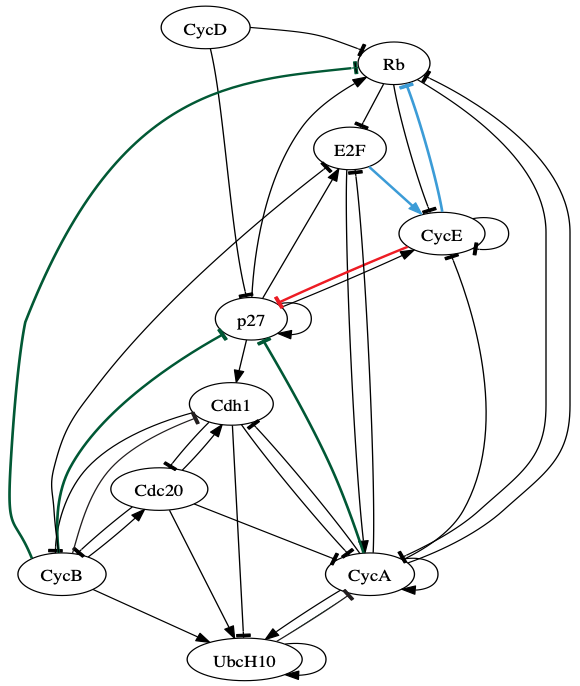 CycD
Rb
E2F
CycE
p27
Cdh1
Cdc20
CycB
CycA
UbcH10